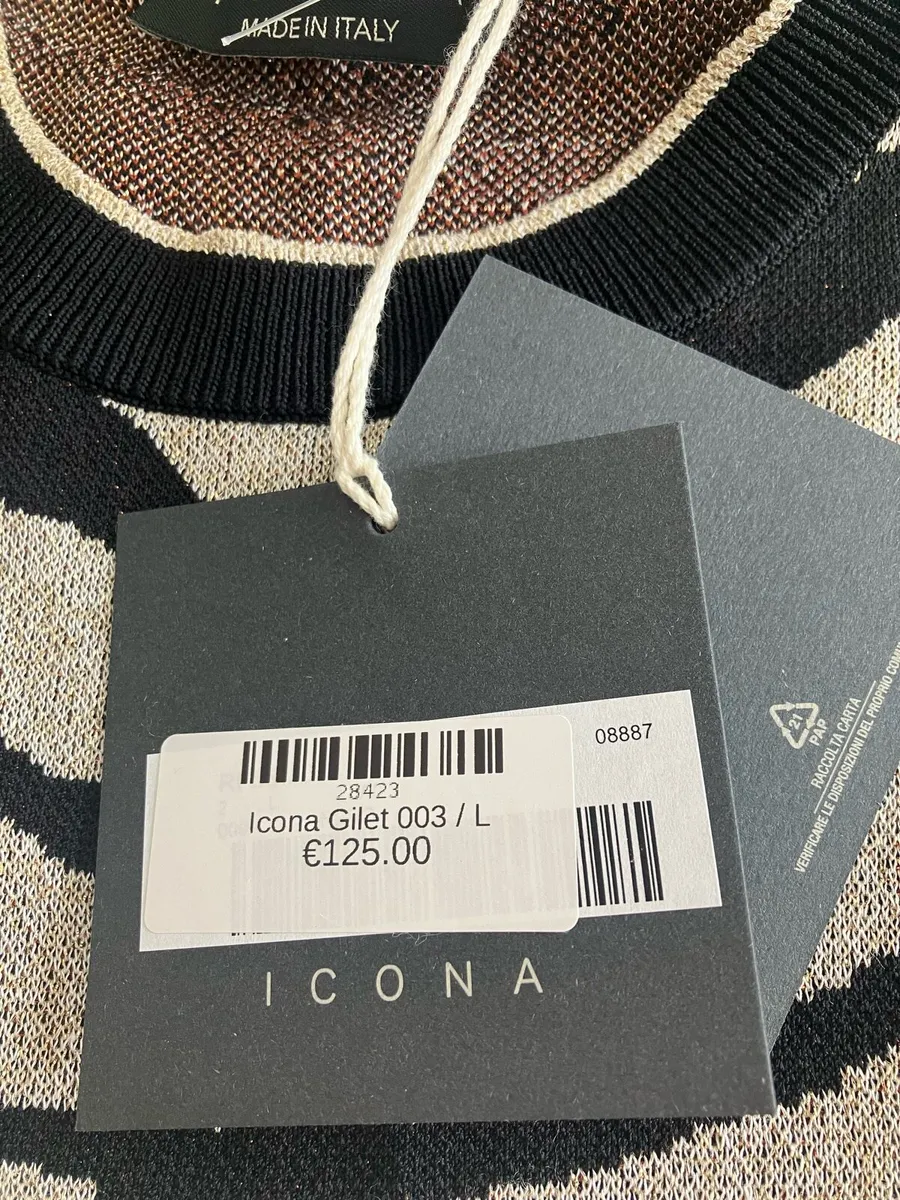 MADE IN ITALY
08887
28423
Icona Gilet 003 / L
€125.00
ICONA
21
PAP
RACCOLTA CARTA
VERIFICARE LE DISPOSIZIONI DEL PROPRIO